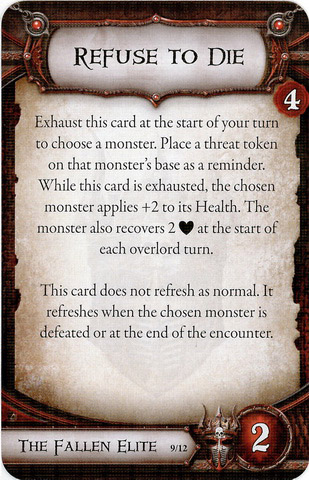 Refuse to Die
4
Exhaust this card at the start of your turn
to choose a monster. Place a threat token
on that monster's base as a reminder.
While this card is exhausted, the chosen
monster applies +2 to its Health. The
monster also recovers 2 ♥ at the start of
each overlord turn.
This card does not refresh as normal. It
refreshes when the chosen monster is
defeated or at the end of the encounter.
The Fallen Elite 9/12
2